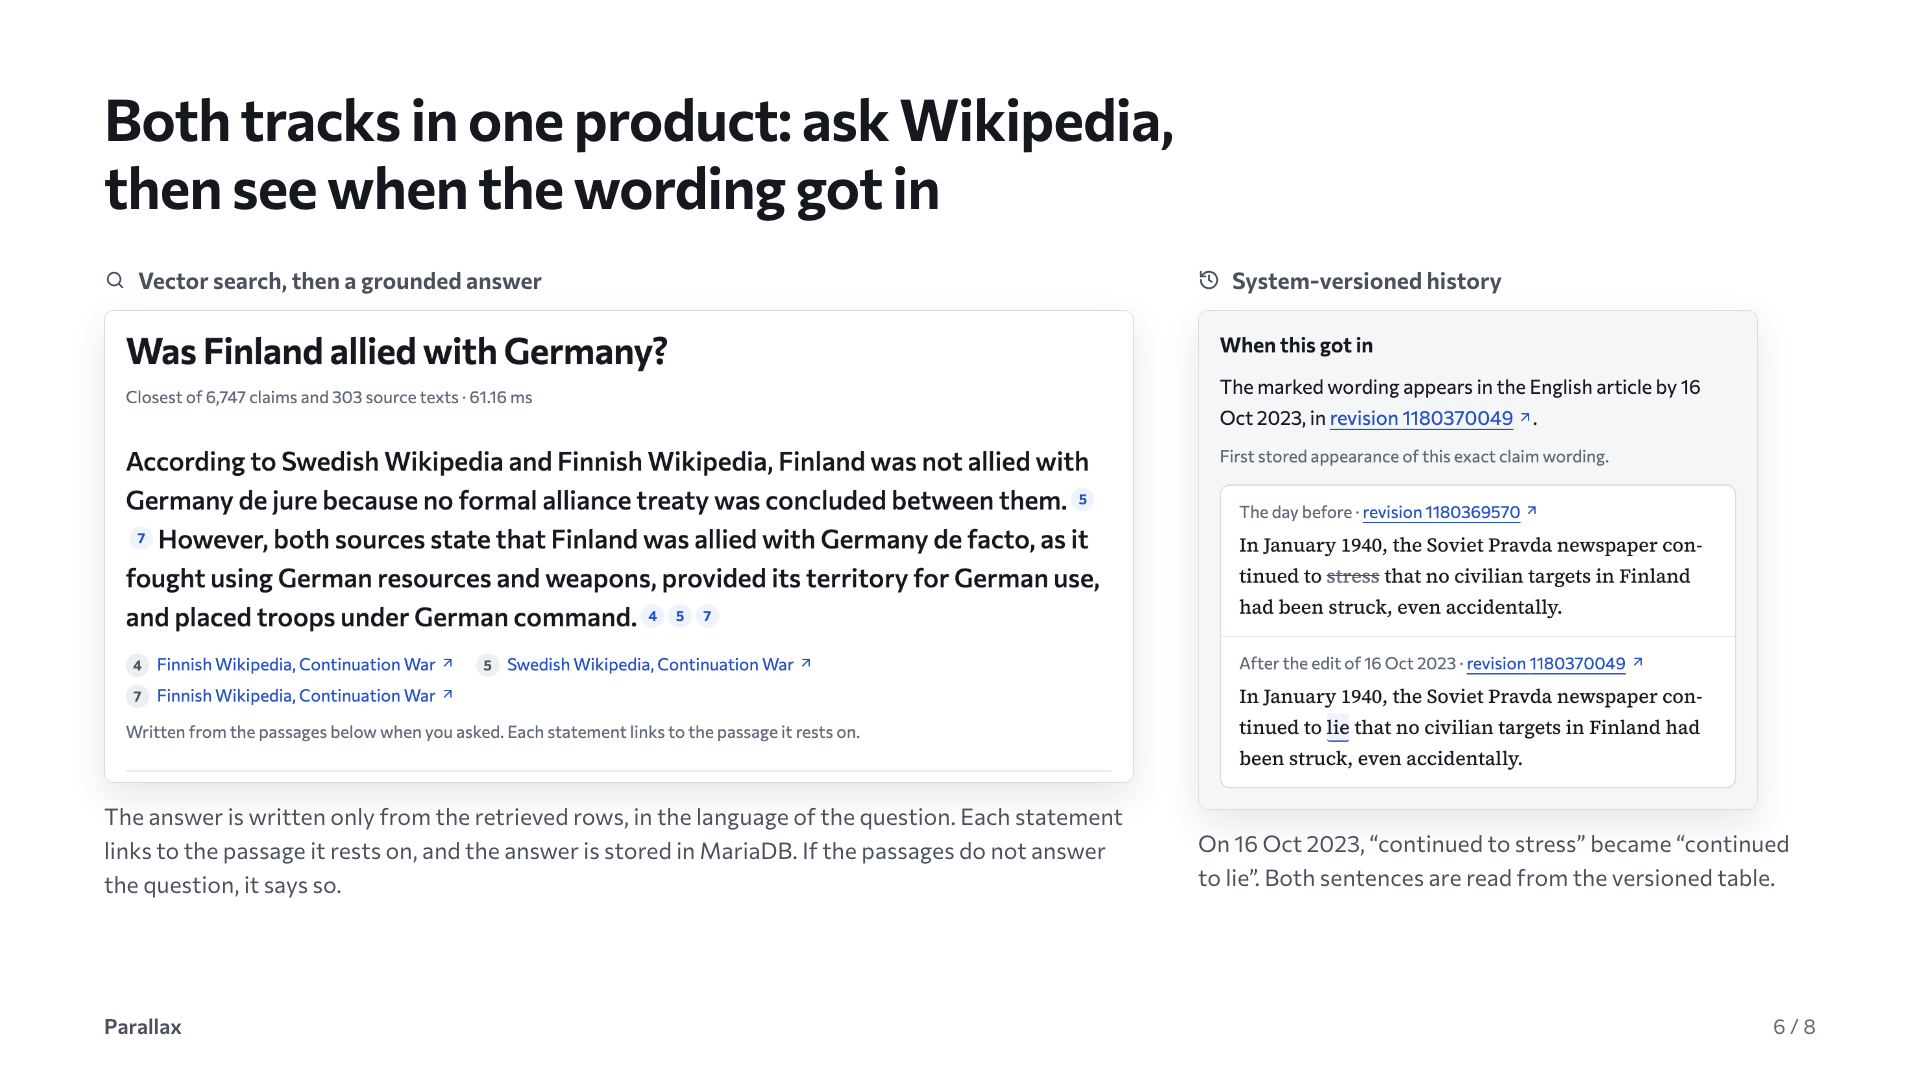 Both tracks in one product: ask Wikipedia,
then see when the wording got in
Vector search, then a grounded answer
Was Finland allied with Germany?
Closest of 6,747 claims and 303 source texts · 61.16 ms
According to Swedish Wikipedia and Finnish Wikipedia, Finland was not allied with
Germany de jure because no formal alliance treaty was concluded between them. 5
7 However, both sources state that Finland was allied with Germany de facto, as it
fought using German resources and weapons, provided its territory for German use,
and placed troops under German command. 4 5 7
4 Finnish Wikipedia, Continuation War ↗ 5 Swedish Wikipedia, Continuation War ↗
7 Finnish Wikipedia, Continuation War ↗
Written from the passages below when you asked. Each statement links to the passage it rests on.
The answer is written only from the retrieved rows, in the language of the question. Each statement
links to the passage it rests on, and the answer is stored in MariaDB. If the passages do not answer
the question, it says so.
System-versioned history
When this got in
The marked wording appears in the English article by 16
Oct 2023, in revision 1180370049 ↗.
First stored appearance of this exact claim wording.
The day before · revision 1180369570 ↗
In January 1940, the Soviet Pravda newspaper con-
tinued to stress that no civilian targets in Finland
had been struck, even accidentally.
After the edit of 16 Oct 2023 · revision 1180370049 ↗
In January 1940, the Soviet Pravda newspaper con-
tinued to lie that no civilian targets in Finland had
been struck, even accidentally.
On 16 Oct 2023, “continued to stress” became “continued
to lie”. Both sentences are read from the versioned table.
Parallax
6 / 8